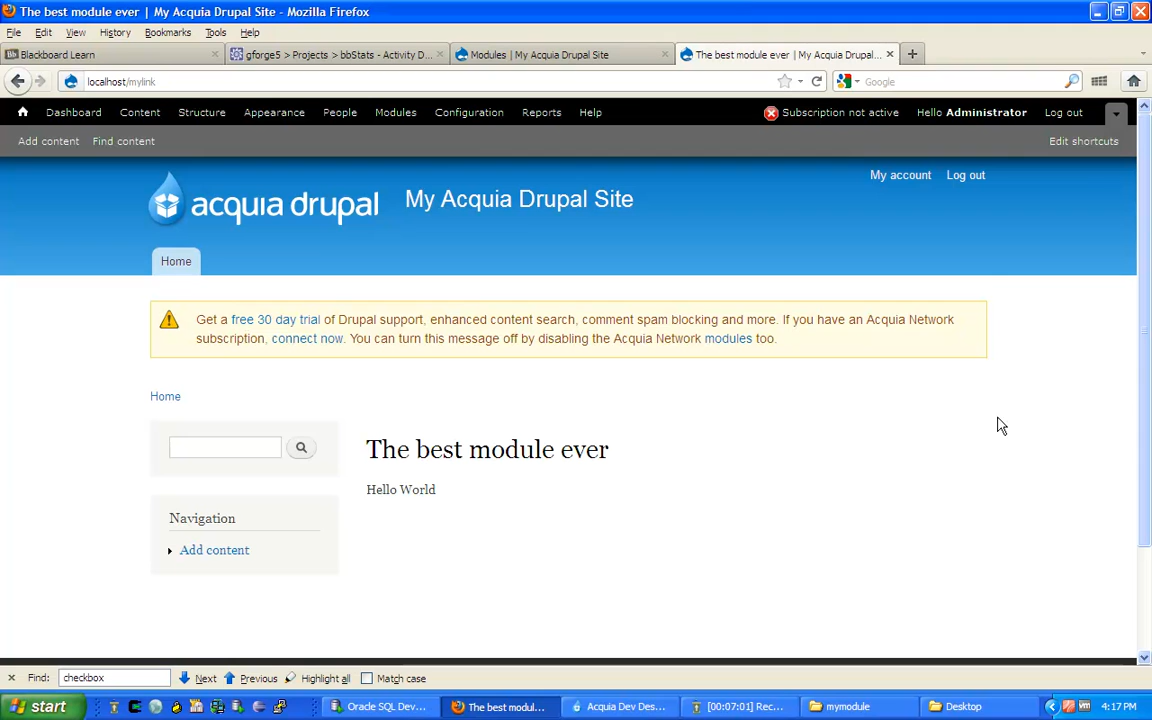 The best module ever | My Acquia Drupal Site - Mozilla Firefox
File Edit View History Bookmarks Tools Help
Blackboard Learn
gforge5 > Projects > bbStats - Activity D...
Modules | My Acquia Drupal Site
The best module ever | My Acquia Drupal...
localhost/mylink
Google
Dashboard Content Structure Appearance People Modules Configuration Reports Help
Subscription not active Hello Administrator Log out
Add content Find content Edit shortcuts
My account Log out
acquia drupal My Acquia Drupal Site
Home
Get a free 30 day trial of Drupal support, enhanced content search, comment spam blocking and more. If you have an Acquia Network
subscription, connect now. You can turn this message off by disabling the Acquia Network modules too.
Home
The best module ever
Hello World
Navigation
Add content
Find: checkbox Next Previous Highlight all Match case
start Oracle SQL Dev... The best modul... Acquia Dev Des... [00:07:01] Rec... mymodule Desktop 4:17 PM